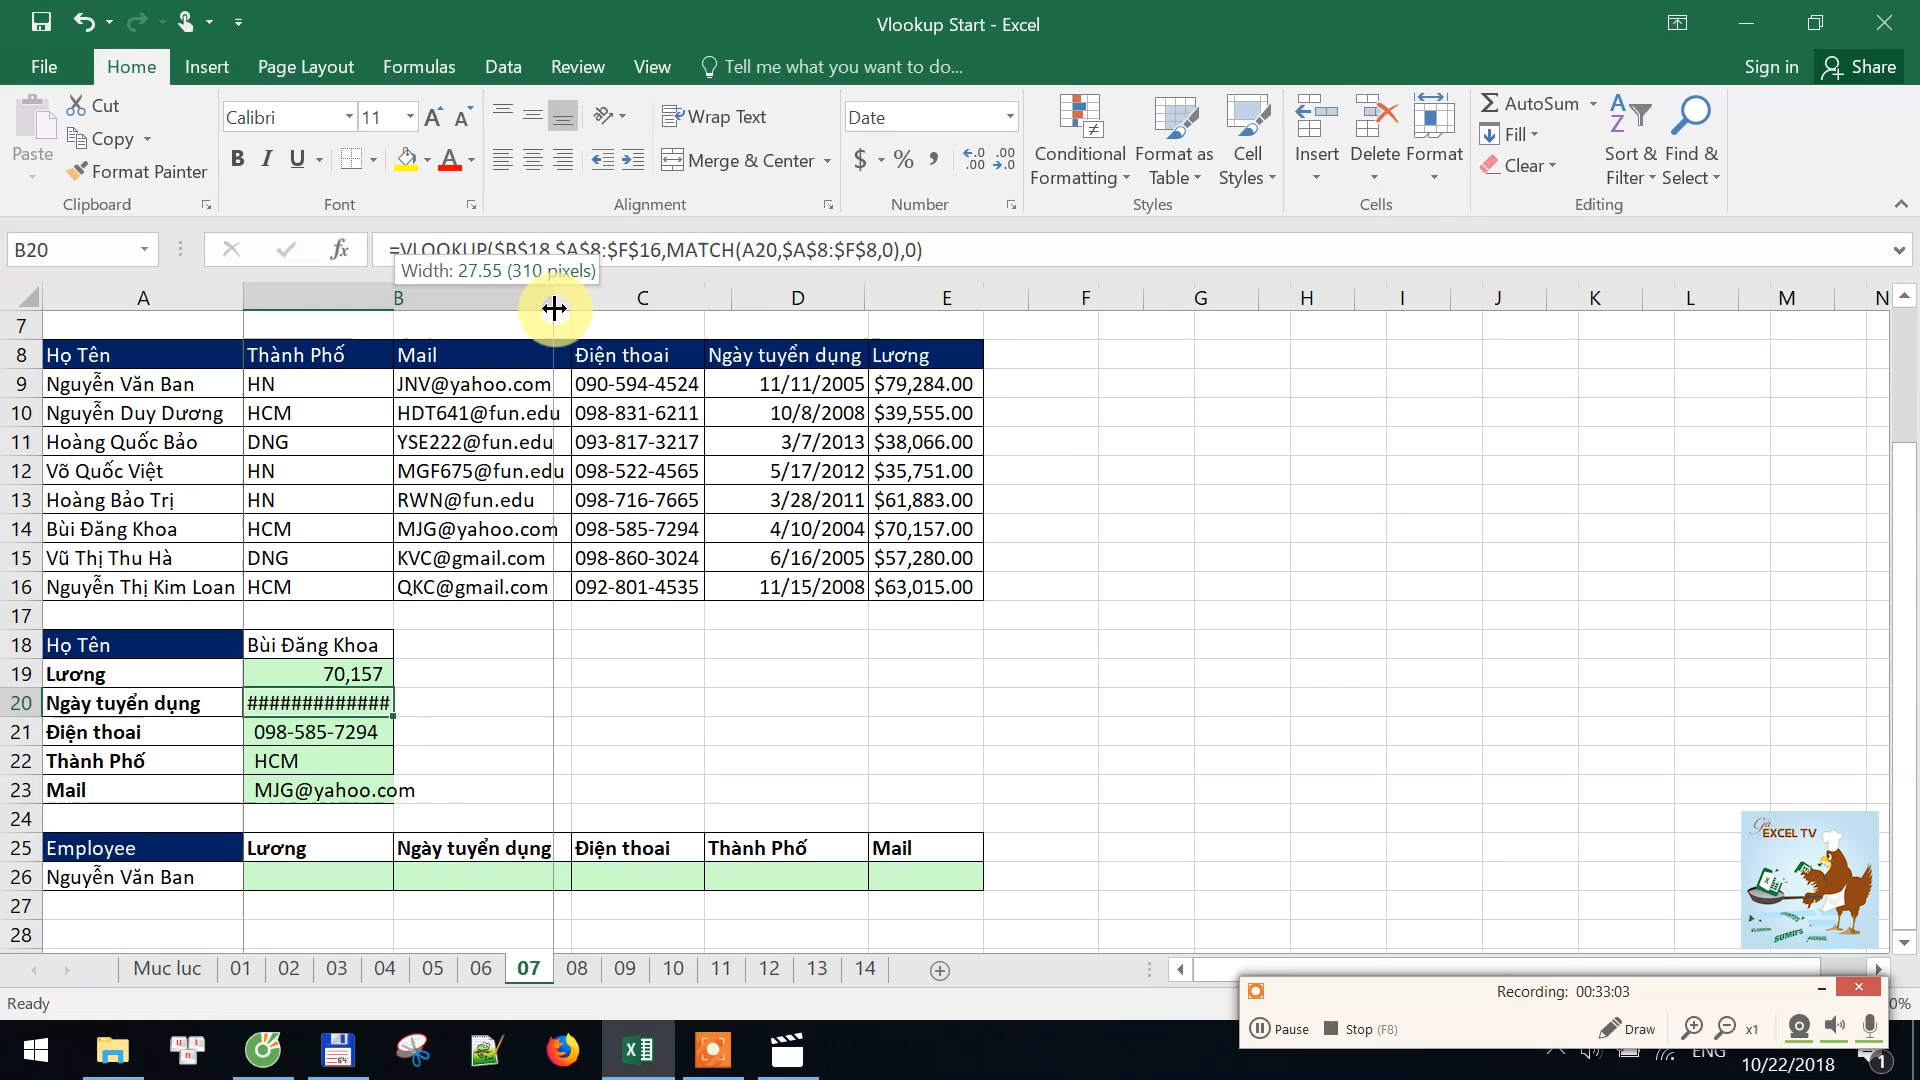 Vlookup Start - Excel
File Home Insert Page Layout Formulas Data Review View Tell me what you want to do... Sign in Share
Paste Cut Copy Format Painter Clipboard
Calibri 11 B I U Font
Wrap Text Merge & Center Alignment
Date $ % Number
Conditional Formatting Format as Table Cell Styles Styles
Insert Delete Format Cells
AutoSum Fill Clear Sort & Filter Find & Select Editing
B20 fx =VLOOKUP($B$18,$A$8:$F$16,MATCH(A20,$A$8:$F$8,0),0)
Width: 27.55 (310 pixels)
A B C D E F G H I J K L M N
7
8 Họ Tên Thành Phố Mail Điện thoai Ngày tuyển dụng Lương
9 Nguyễn Văn Ban HN JNV@yahoo.com 090-594-4524 11/11/2005 $79,284.00
10 Nguyễn Duy Dương HCM HDT641@fun.edu 098-831-6211 10/8/2008 $39,555.00
11 Hoàng Quốc Bảo DNG YSE222@fun.edu 093-817-3217 3/7/2013 $38,066.00
12 Võ Quốc Việt HN MGF675@fun.edu 098-522-4565 5/17/2012 $35,751.00
13 Hoàng Bảo Trị HN RWN@fun.edu 098-716-7665 3/28/2011 $61,883.00
14 Bùi Đăng Khoa HCM MJG@yahoo.com 098-585-7294 4/10/2004 $70,157.00
15 Vũ Thị Thu Hà DNG KVC@gmail.com 098-860-3024 6/16/2005 $57,280.00
16 Nguyễn Thị Kim Loan HCM QKC@gmail.com 092-801-4535 11/15/2008 $63,015.00
17
18 Họ Tên Bùi Đăng Khoa
19 Lương 70,157
20 Ngày tuyển dụng #############
21 Điện thoai 098-585-7294
22 Thành Phố HCM
23 Mail MJG@yahoo.com
24
25 Employee Lương Ngày tuyển dụng Điện thoai Thành Phố Mail
26 Nguyễn Văn Ban
27
28
Gà EXCEL TV
SUMIFS
Muc luc 01 02 03 04 05 06 07 08 09 10 11 12 13 14
Ready
Recording: 00:33:03
Pause Stop (F8) Draw x1
0%
ENG
10/22/2018
1